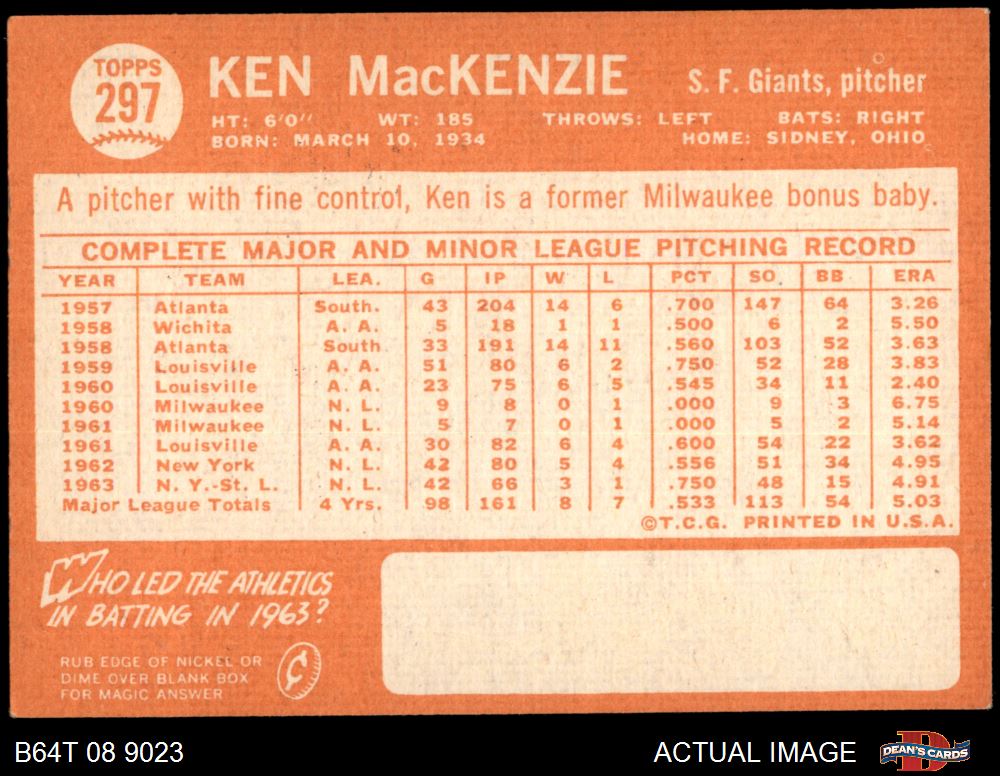 TOPPS
297
KEN MacKENZIE
S. F. Giants, pitcher
HT: 6'0" WT: 185 THROWS: LEFT BATS: RIGHT
BORN: MARCH 10, 1934 HOME: SIDNEY, OHIO
A pitcher with fine control, Ken is a former Milwaukee bonus baby.
COMPLETE MAJOR AND MINOR LEAGUE PITCHING RECORD
YEAR TEAM LEA. G IP W L PCT SO. BB ERA
1957 Atlanta South. 43 204 14 6 .700 147 64 3.26
1958 Wichita A. A. 5 18 1 1 .500 6 2 5.50
1958 Atlanta South. 33 191 14 11 .560 103 52 3.63
1959 Louisville A. A. 51 80 6 2 .750 52 28 3.83
1960 Louisville A. A. 23 75 6 5 .545 34 11 2.40
1960 Milwaukee N. L. 9 8 0 1 .000 9 3 6.75
1961 Milwaukee N. L. 5 7 0 1 .000 5 2 5.14
1961 Louisville A. A. 30 82 6 4 .600 54 22 3.62
1962 New York N. L. 42 80 5 4 .556 51 34 4.95
1963 N. Y.-St. L. N. L. 42 66 3 1 .750 48 15 4.91
Major League Totals 4 Yrs. 98 161 8 7 .533 113 54 5.03
©T.C.G. PRINTED IN U.S.A.
WHO LED THE ATHLETICS
IN BATTING IN 1963?
RUB EDGE OF NICKEL OR
DIME OVER BLANK BOX
FOR MAGIC ANSWER
¢
B64T 08 9023
ACTUAL IMAGE
D
DEAN'S CARDS